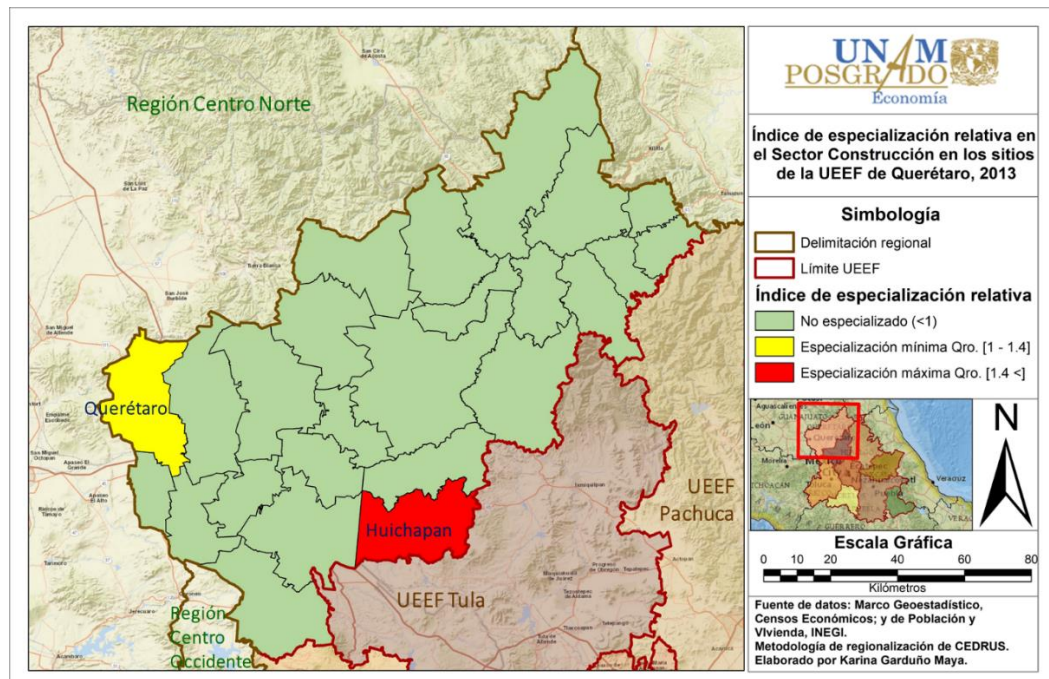 Región Centro Norte
Querétaro
Huichapan
UEEF Tula
UEEF
Pachuca
Región
Centro
Occidente
UNAM
POSGRADO
Economía
Índice de especialización relativa en
el Sector Construcción en los sitios
de la UEEF de Querétaro, 2013
Simbología
Delimitación regional
Límite UEEF
Índice de especialización relativa
No especializado (<1)
Especialización mínima Qro. [1 - 1.4]
Especialización máxima Qro. [1.4 <]
N
Escala Gráfica
0 10 20 40 60 80
Kilómetros
Fuente de datos: Marco Geoestadístico,
Censos Económicos; y de Población y
VIvienda, INEGI.
Metodología de regionalización de CEDRUS.
Elaborado por Karina Garduño Maya.